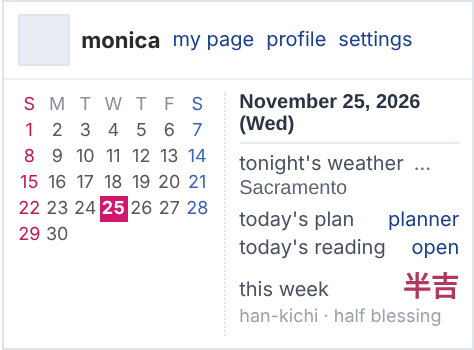 monica my page profile settings
S M T W T F S
1 2 3 4 5 6 7
8 9 10 11 12 13 14
15 16 17 18 19 20 21
22 23 24 25 26 27 28
29 30
November 25, 2026
(Wed)
tonight's weather ...
Sacramento
today's plan planner
today's reading open
this week 半吉
han-kichi · half blessing